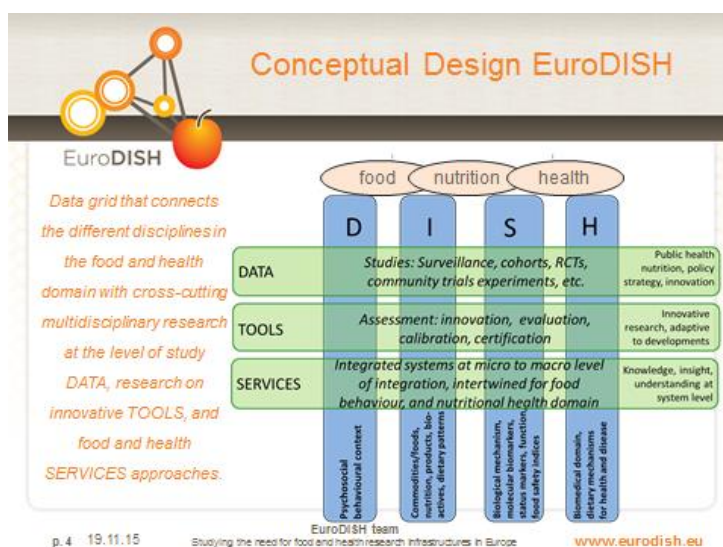 Conceptual Design EuroDISH
EuroDISH
Data grid that connects
the different disciplines in
the food and health
domain with cross-cutting
multidisciplinary research
at the level of study
DATA, research on
innovative TOOLS, and
food and health
SERVICES approaches.
food nutrition health
D I S H
DATA
Studies: Surveillance, cohorts, RCTs,
community trials experiments, etc.
Public health
nutrition, policy
strategy, innovation
TOOLS
Assessment: innovation, evaluation,
calibration, certification
Innovative
research, adaptive
to developments
SERVICES
Integrated systems at micro to macro level
of integration, intertwined for food
behaviour, and nutritional health domain
Knowledge, insight,
understanding at
system level
Psychosocial
behavioural context
Commodities/foods,
nutrition, products, bio-
actives, dietary patterns
Biological mechanism,
molecular biomarkers,
status markers, function,
food safety indices
Biomedical domain,
dietary mechanisms
for health and disease
EuroDISH team
p. 4 19.11.15 Studying the need for food and health research infrastructures in Europe www.eurodish.eu